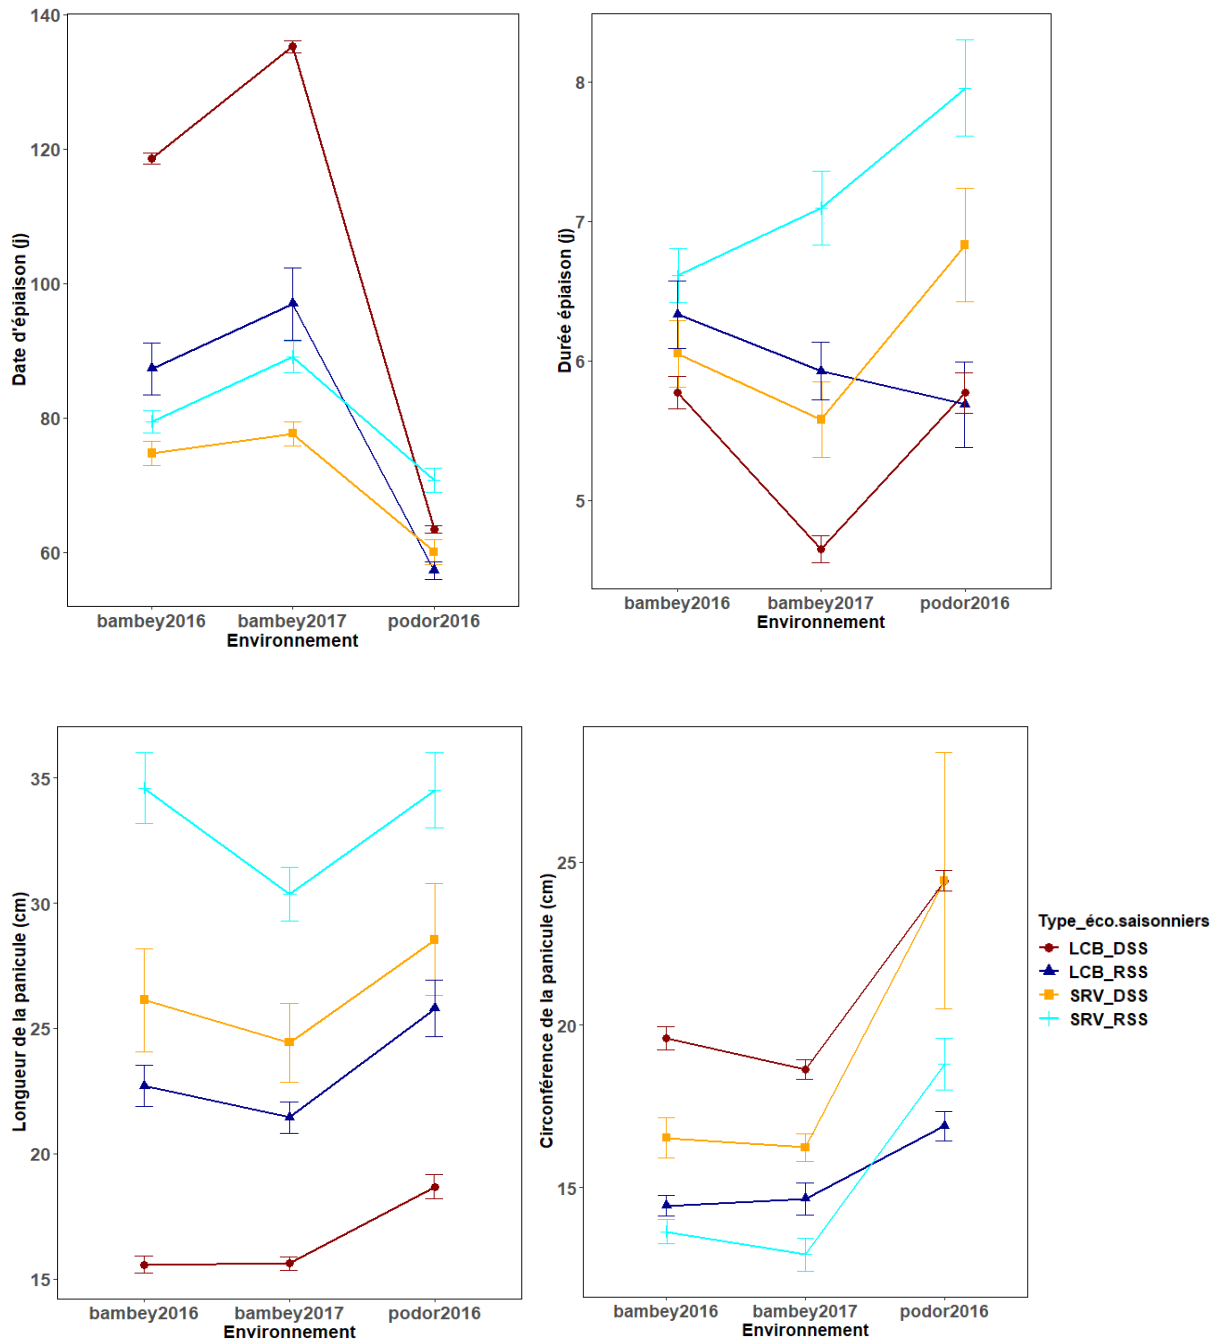 Date d'épiaison (j)
140
120
100
80
60
bambey2016 bambey2017 podor2016
Environnement
Durée épiaison (j)
8
7
6
5
bambey2016 bambey2017 podor2016
Environnement
Longueur de la panicule (cm)
35
30
25
20
15
bambey2016 bambey2017 podor2016
Environnement
Circonférence de la panicule (cm)
25
20
15
bambey2016 bambey2017 podor2016
Environnement
Type_éco.saisonniers
LCB_DSS
LCB_RSS
SRV_DSS
SRV_RSS